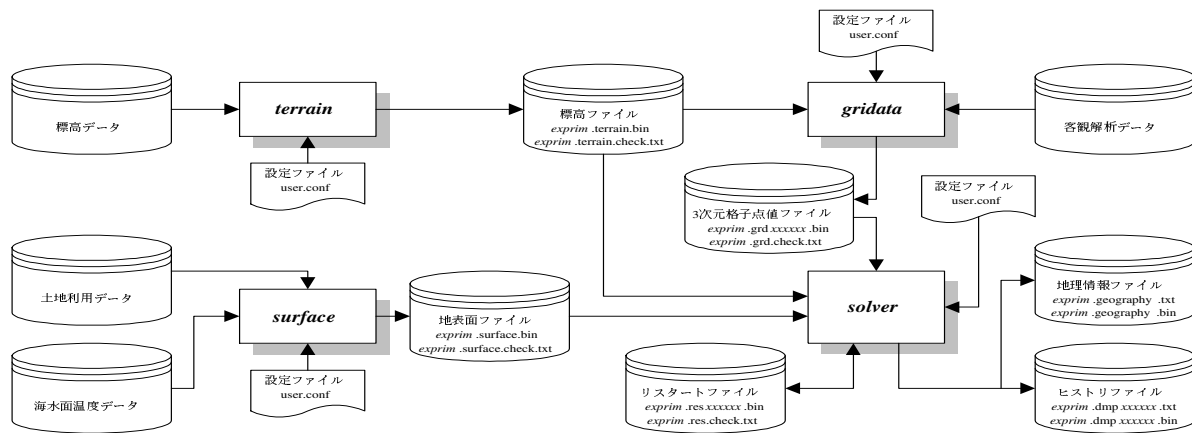 設定ファイル
user.conf
標高データ
terrain
標高ファイル
exprim .terrain.bin
exprim .terrain.check.txt
gridata
客観解析データ
設定ファイル
user.conf
3次元格子点値ファイル
exprim .grd xxxxxx .bin
exprim .grd.check.txt
設定ファイル
user.conf
土地利用データ
surface
地表面ファイル
exprim .surface.bin
exprim .surface.check.txt
solver
地理情報ファイル
exprim .geography .txt
exprim .geography .bin
海水面温度データ
設定ファイル
user.conf
リスタートファイル
exprim .res xxxxxx .bin
exprim .res.check.txt
ヒストリファイル
exprim .dmp xxxxxx .txt
exprim .dmp xxxxxx .bin